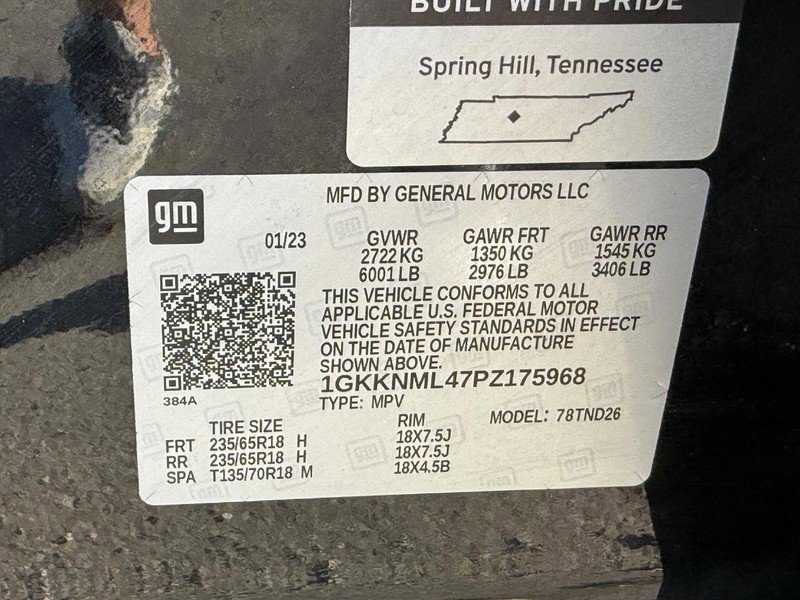 BUILT WITH PRIDE
Spring Hill, Tennessee
gm
MFD BY GENERAL MOTORS LLC
01/23
GVWR GAWR FRT GAWR RR
2722 KG 1350 KG 1545 KG
6001 LB 2976 LB 3406 LB
THIS VEHICLE CONFORMS TO ALL
APPLICABLE U.S. FEDERAL MOTOR
VEHICLE SAFETY STANDARDS IN EFFECT
ON THE DATE OF MANUFACTURE
SHOWN ABOVE.
1GKKNML47PZ175968
384A
TYPE: MPV
TIRE SIZE RIM MODEL: 78TND26
FRT 235/65R18 H 18X7.5J
RR 235/65R18 H 18X7.5J
SPA T135/70R18 M 18X4.5B